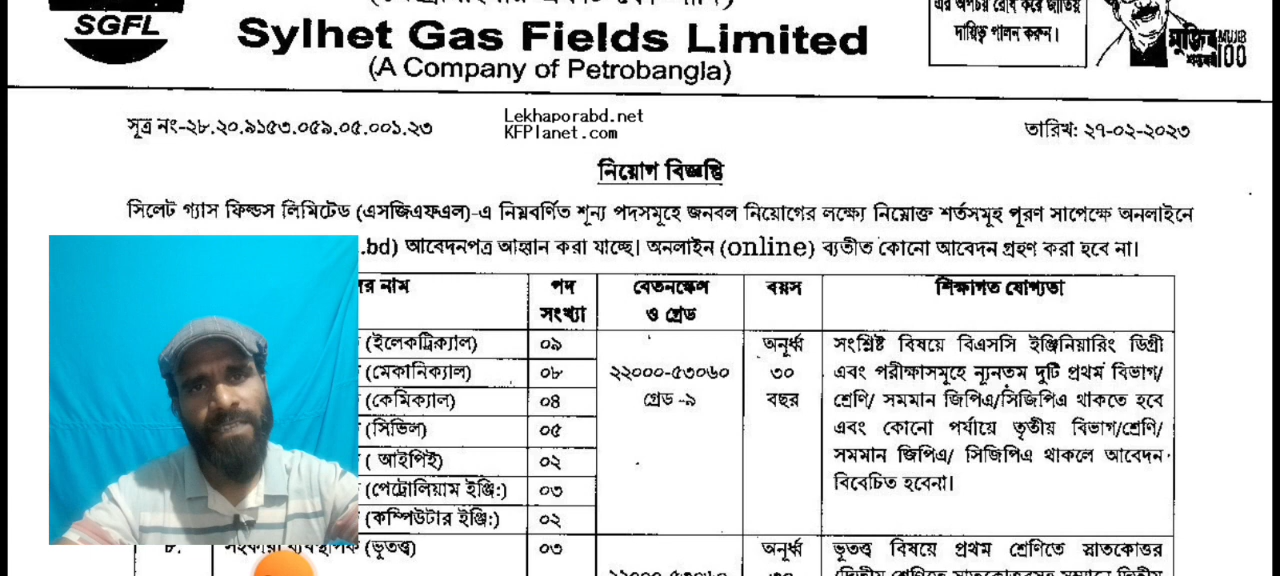 SGFL
Sylhet Gas Fields Limited
(A Company of Petrobangla)
দায়িত্ব পালন করুন।
মুজিব MUJIB
100
সূত্র নং-২৮.২০.৯১৫৩.০৫৯.০৫.০০১.২৩
Lekhaporabd.net
KFPlanet.com
তারিখ: ২৭-০২-২০২৩
নিয়োগ বিজ্ঞপ্তি
সিলেট গ্যাস ফিল্ডস লিমিটেড (এসজিএফএল)-এ নিম্নবর্ণিত শূন্য পদসমূহে জনবল নিয়োগের লক্ষ্যে নিম্নোক্ত শর্তসমূহ পূরণ সাপেক্ষে অনলাইনে
.bd) আবেদনপত্র আহ্বান করা যাচ্ছে। অনলাইন (online) ব্যতীত কোনো আবেদন গ্রহণ করা হবে না।
নাম
পদ সংখ্যা
বেতনস্কেল ও গ্রেড
বয়স
শিক্ষাগত যোগ্যতা
(ইলেকট্রিক্যাল) ০৯
(মেকানিক্যাল) ০৮
(কেমিক্যাল) ০৪
(সিভিল) ০৫
( আইপিই) ০২
(পেট্রোলিয়াম ইঞ্জি:) ০৩
(কম্পিউটার ইঞ্জি:) ০২
২২০০০-৫৩০৬০
গ্রেড -৯
অনূর্ধ্ব
৩০
বছর
সংশ্লিষ্ট বিষয়ে বিএসসি ইঞ্জিনিয়ারিং ডিগ্রী
এবং পরীক্ষাসমূহে ন্যূনতম দুটি প্রথম বিভাগ/
শ্রেণি/ সমমান জিপিএ/সিজিপিএ থাকতে হবে
এবং কোনো পর্যায়ে তৃতীয় বিভাগ/শ্রেণি/
সমমান জিপিএ/ সিজিপিএ থাকলে আবেদন
বিবেচিত হবেনা।
৮. (ভূতত্ত্ব) ০৩
অনূর্ধ্ব
ভূতত্ত্ব বিষয়ে প্রথম শ্রেণিতে স্নাতকোত্তর